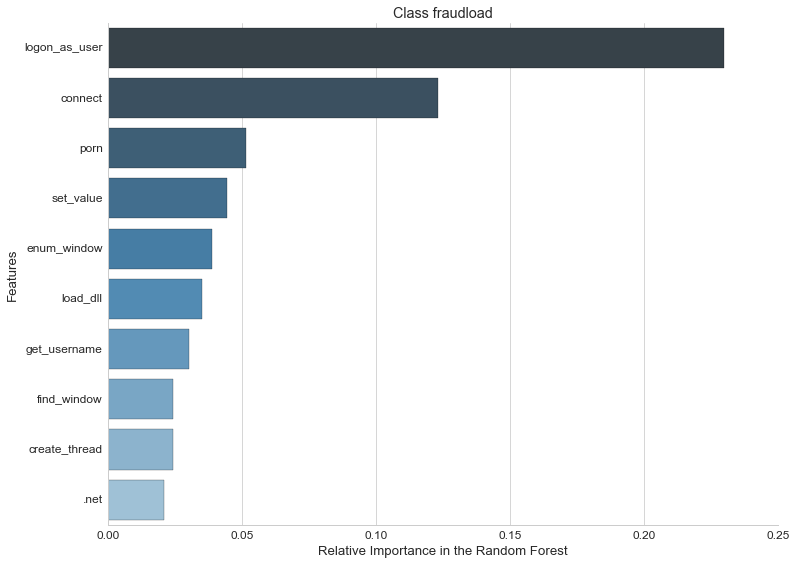 Class fraudload
logon_as_user
connect
porn
set_value
enum_window
load_dll
get_username
find_window
create_thread
.net
Features
0.00 0.05 0.10 0.15 0.20 0.25
Relative Importance in the Random Forest